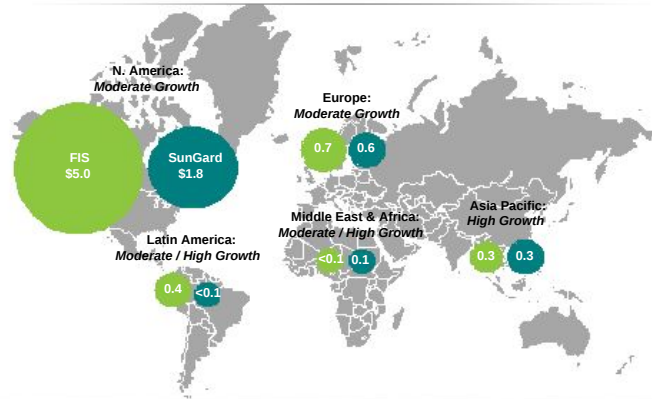 N. America:
Moderate Growth
FIS
$5.0
SunGard
$1.8
Europe:
Moderate Growth
0.7
0.6
Middle East & Africa:
Moderate / High Growth
<0.1
0.1
Asia Pacific:
High Growth
0.3
0.3
Latin America:
Moderate / High Growth
0.4
<0.1